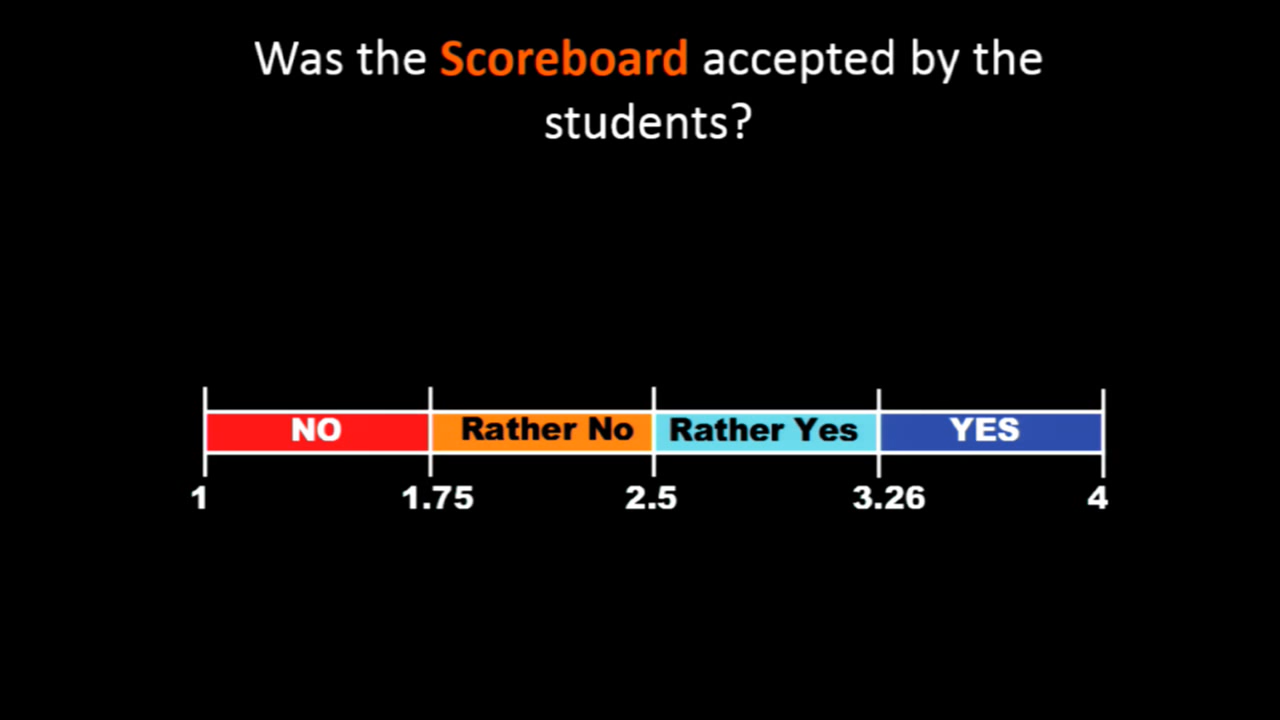 Was the Scoreboard accepted by the
students?
NO Rather No Rather Yes YES
1 1.75 2.5 3.26 4